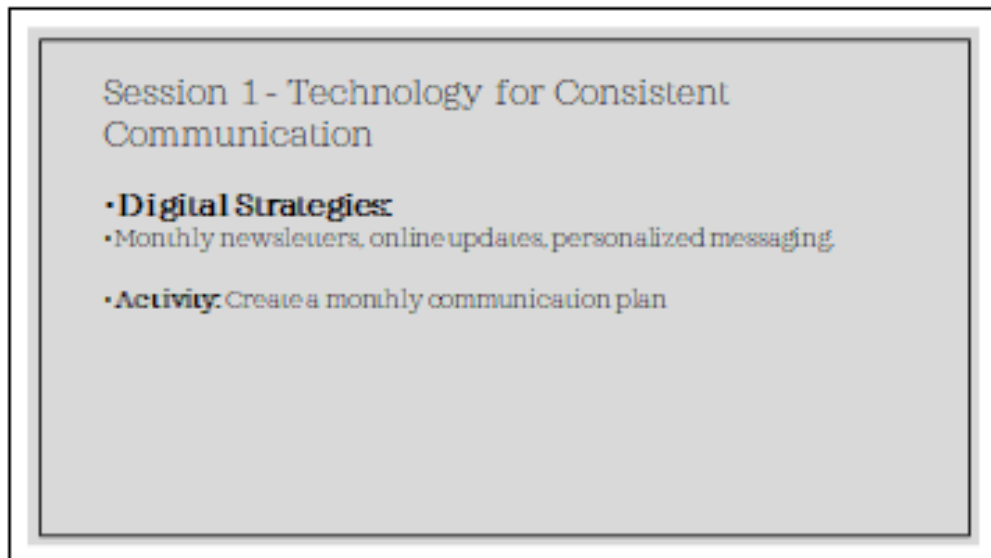 Session 1 - Technology for Consistent
Communication
•Digital Strategies:
•Monthly newsletters, online updates, personalized messaging.
•Activity: Create a monthly communication plan